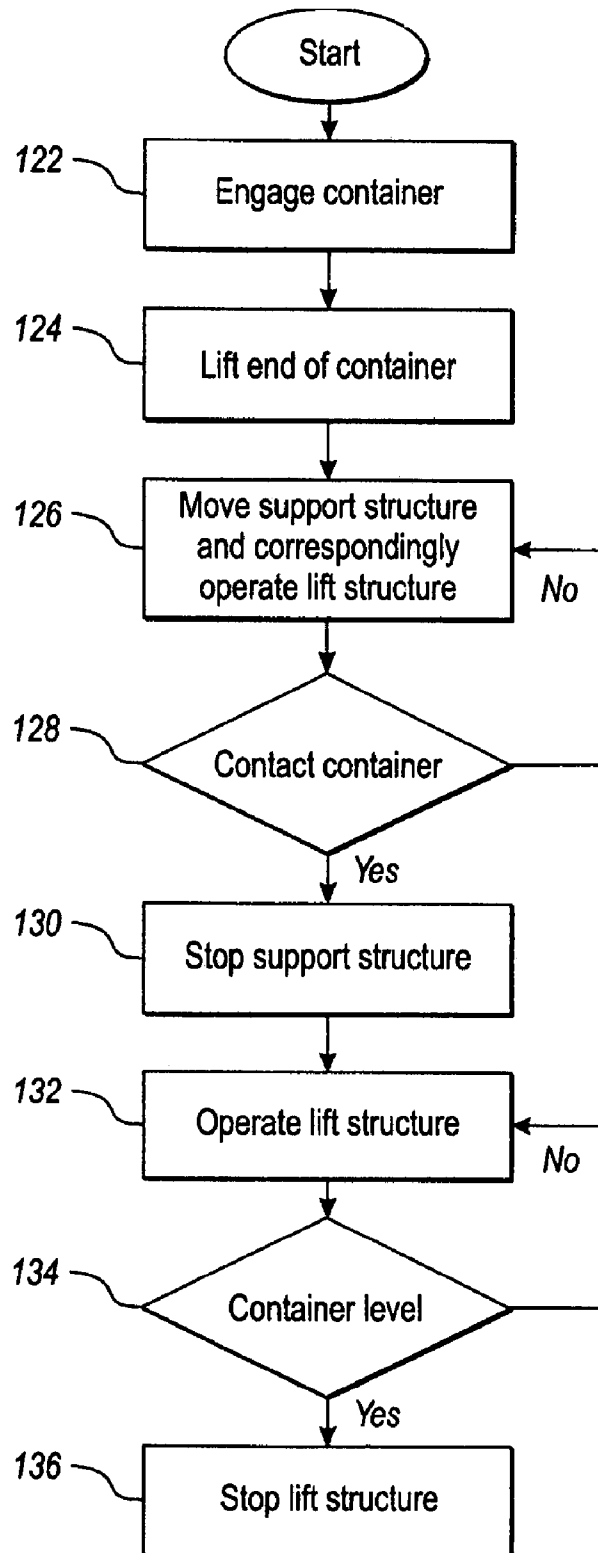 Start
122
Engage container
124
Lift end of container
126
Move support structure
and correspondingly
operate lift structure
No
128
Contact container
Yes
130
Stop support structure
132
Operate lift structure
No
134
Container level
Yes
136
Stop lift structure